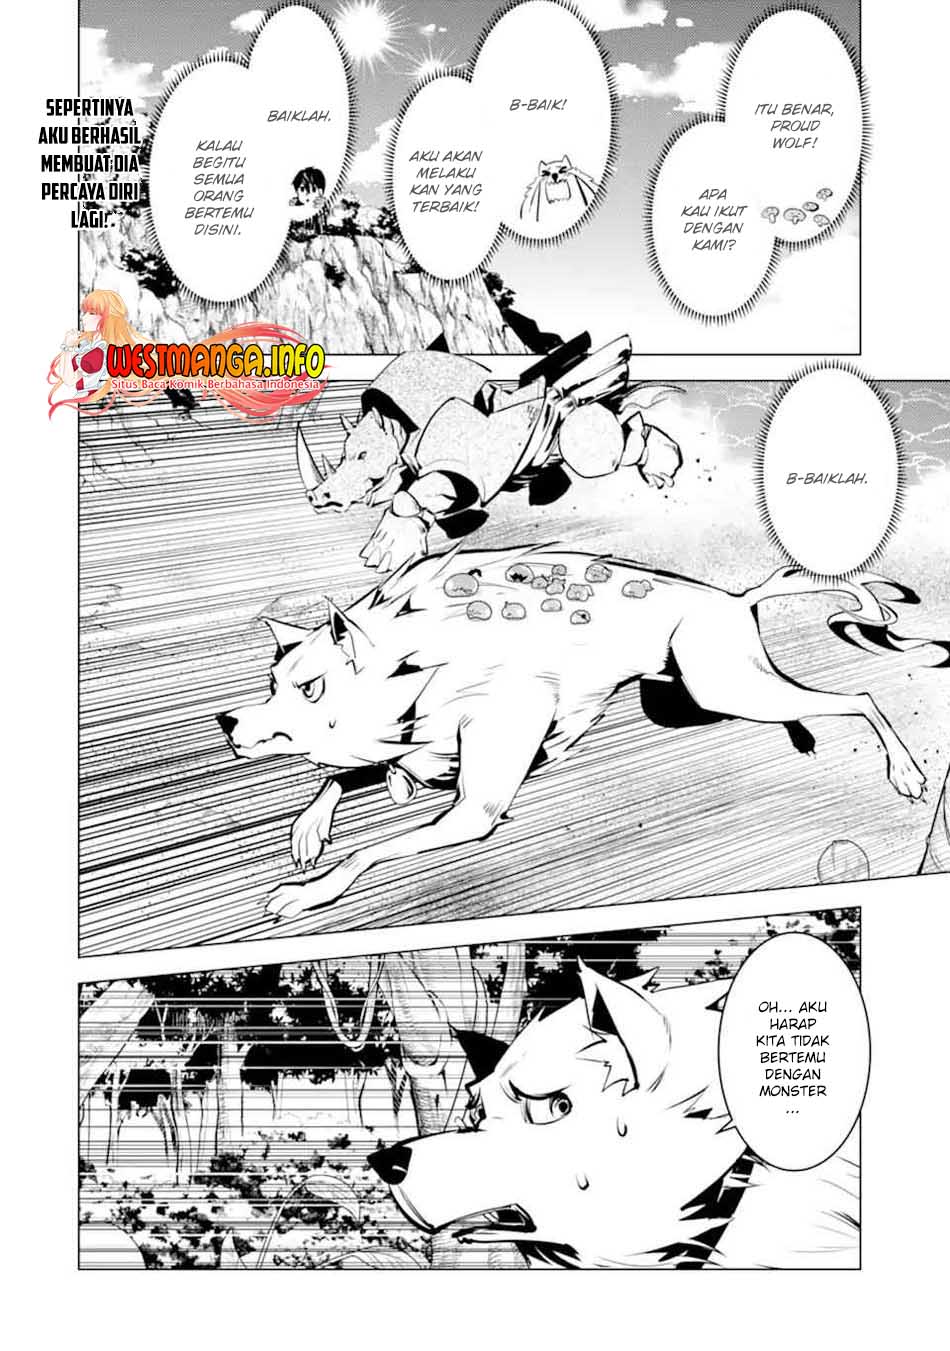 ITU BENAR,
PROUD
WOLF!
APA
KAU IKUT
DENGAN
KAMI?
B-BAIK!
AKU AKAN
MELAKU
KAN YANG
TERBAIK!
BAIKLAH.
KALAU
BEGITU
SEMUA
ORANG
BERTEMU
DISINI.
SEPERTINYA
AKU BERHASIL
MEMBUAT DIA
PERCAYA DIRI
LAGI!
WESTMANGA.INFO
Situs Baca Komik Berbahasa Indonesia
B-BAIKLAH.
OH... AKU
HARAP
KITA TIDAK
BERTEMU
DENGAN
MONSTER
...